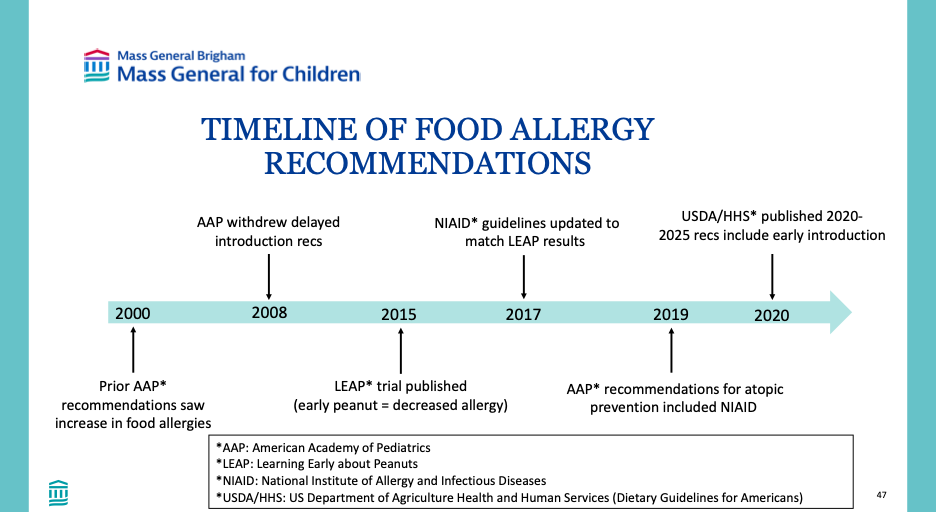 Mass General Brigham
Mass General for Children
TIMELINE OF FOOD ALLERGY
RECOMMENDATIONS
AAP withdrew delayed
introduction recs
NIAID* guidelines updated to
match LEAP results
USDA/HHS* published 2020-
2025 recs include early introduction
2000
2008
2015
2017
2019
2020
Prior AAP*
recommendations saw
increase in food allergies
LEAP* trial published
(early peanut = decreased allergy)
AAP* recommendations for atopic
prevention included NIAID
*AAP: American Academy of Pediatrics
*LEAP: Learning Early about Peanuts
*NIAID: National Institute of Allergy and Infectious Diseases
*USDA/HHS: US Department of Agriculture Health and Human Services (Dietary Guidelines for Americans)
47